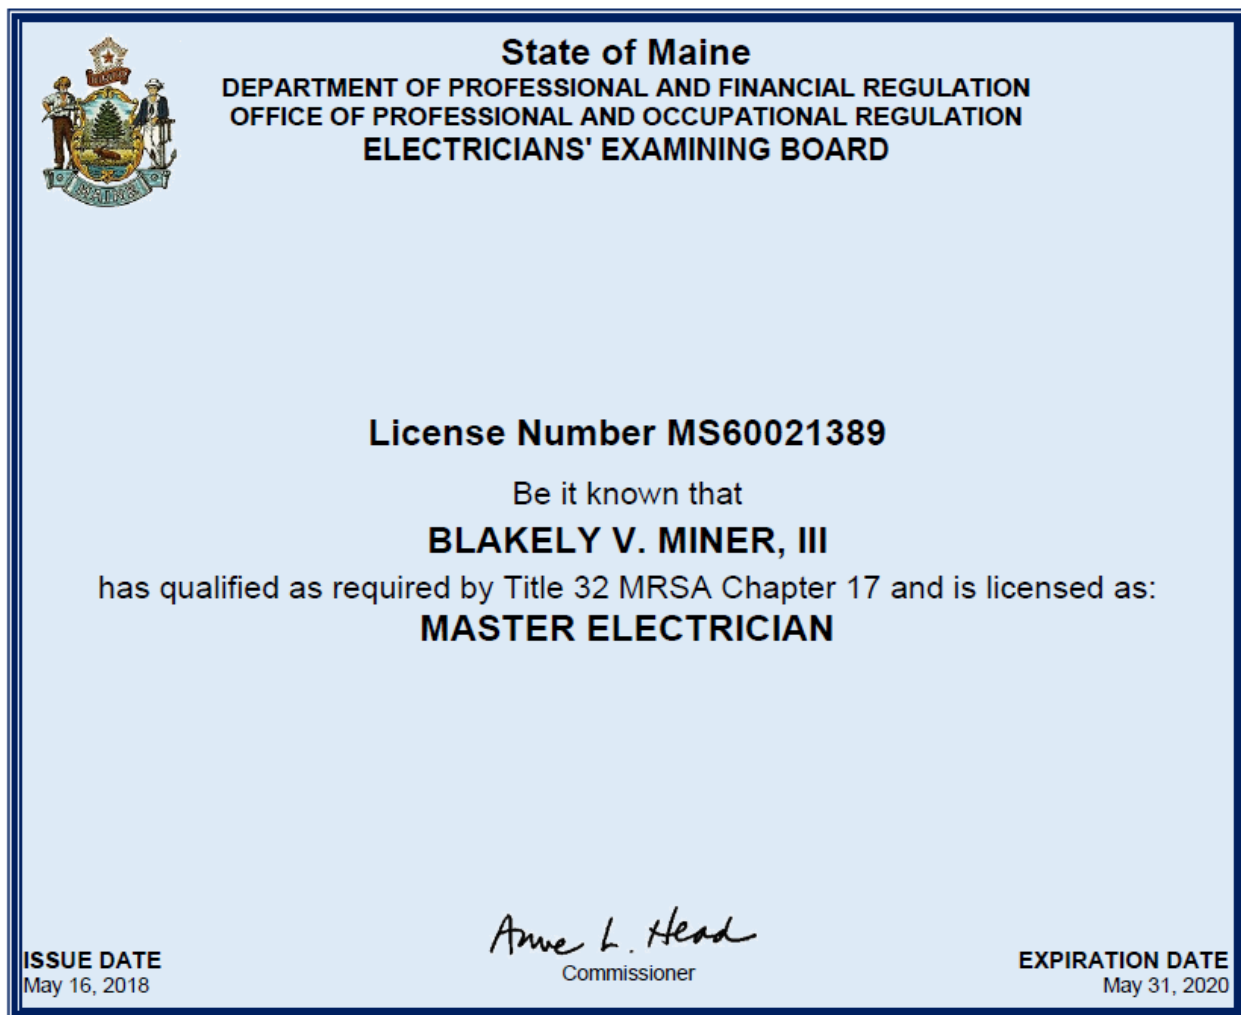 State of Maine
DEPARTMENT OF PROFESSIONAL AND FINANCIAL REGULATION
OFFICE OF PROFESSIONAL AND OCCUPATIONAL REGULATION
ELECTRICIANS' EXAMINING BOARD
MAINE
License Number MS60021389
Be it known that
BLAKELY V. MINER, III
has qualified as required by Title 32 MRSA Chapter 17 and is licensed as:
MASTER ELECTRICIAN
Anne L. Head
Commissioner
ISSUE DATE
May 16, 2018
EXPIRATION DATE
May 31, 2020